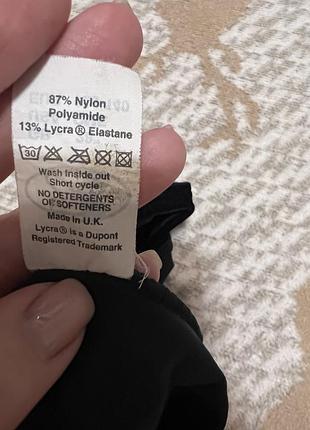 87% Nylon
Polyamide
13% Lycra® Elastane
30
Wash Inside out
Short cycle
NO DETERGENTS
OF SOFTENERS
Made in U.K.
Lycra® is a Dupont
Registered Trademark